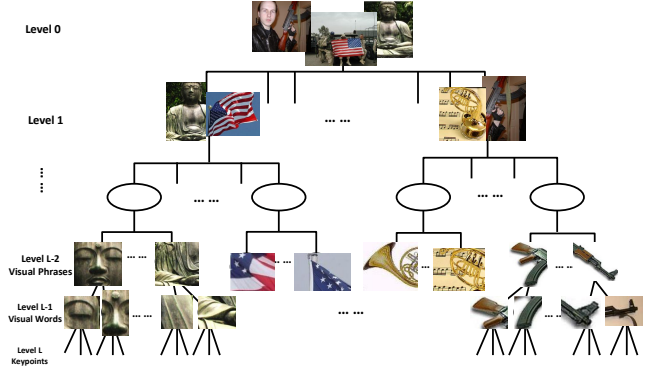 Level 0
... ...
Level 1
... ...
... ...
... ...
... ...
Level L-2
Visual Phrases
... ...
... ...
... ...
... ..
Level L-1
Visual Words
... ...
... ...
... ..
Level L
Keypoints